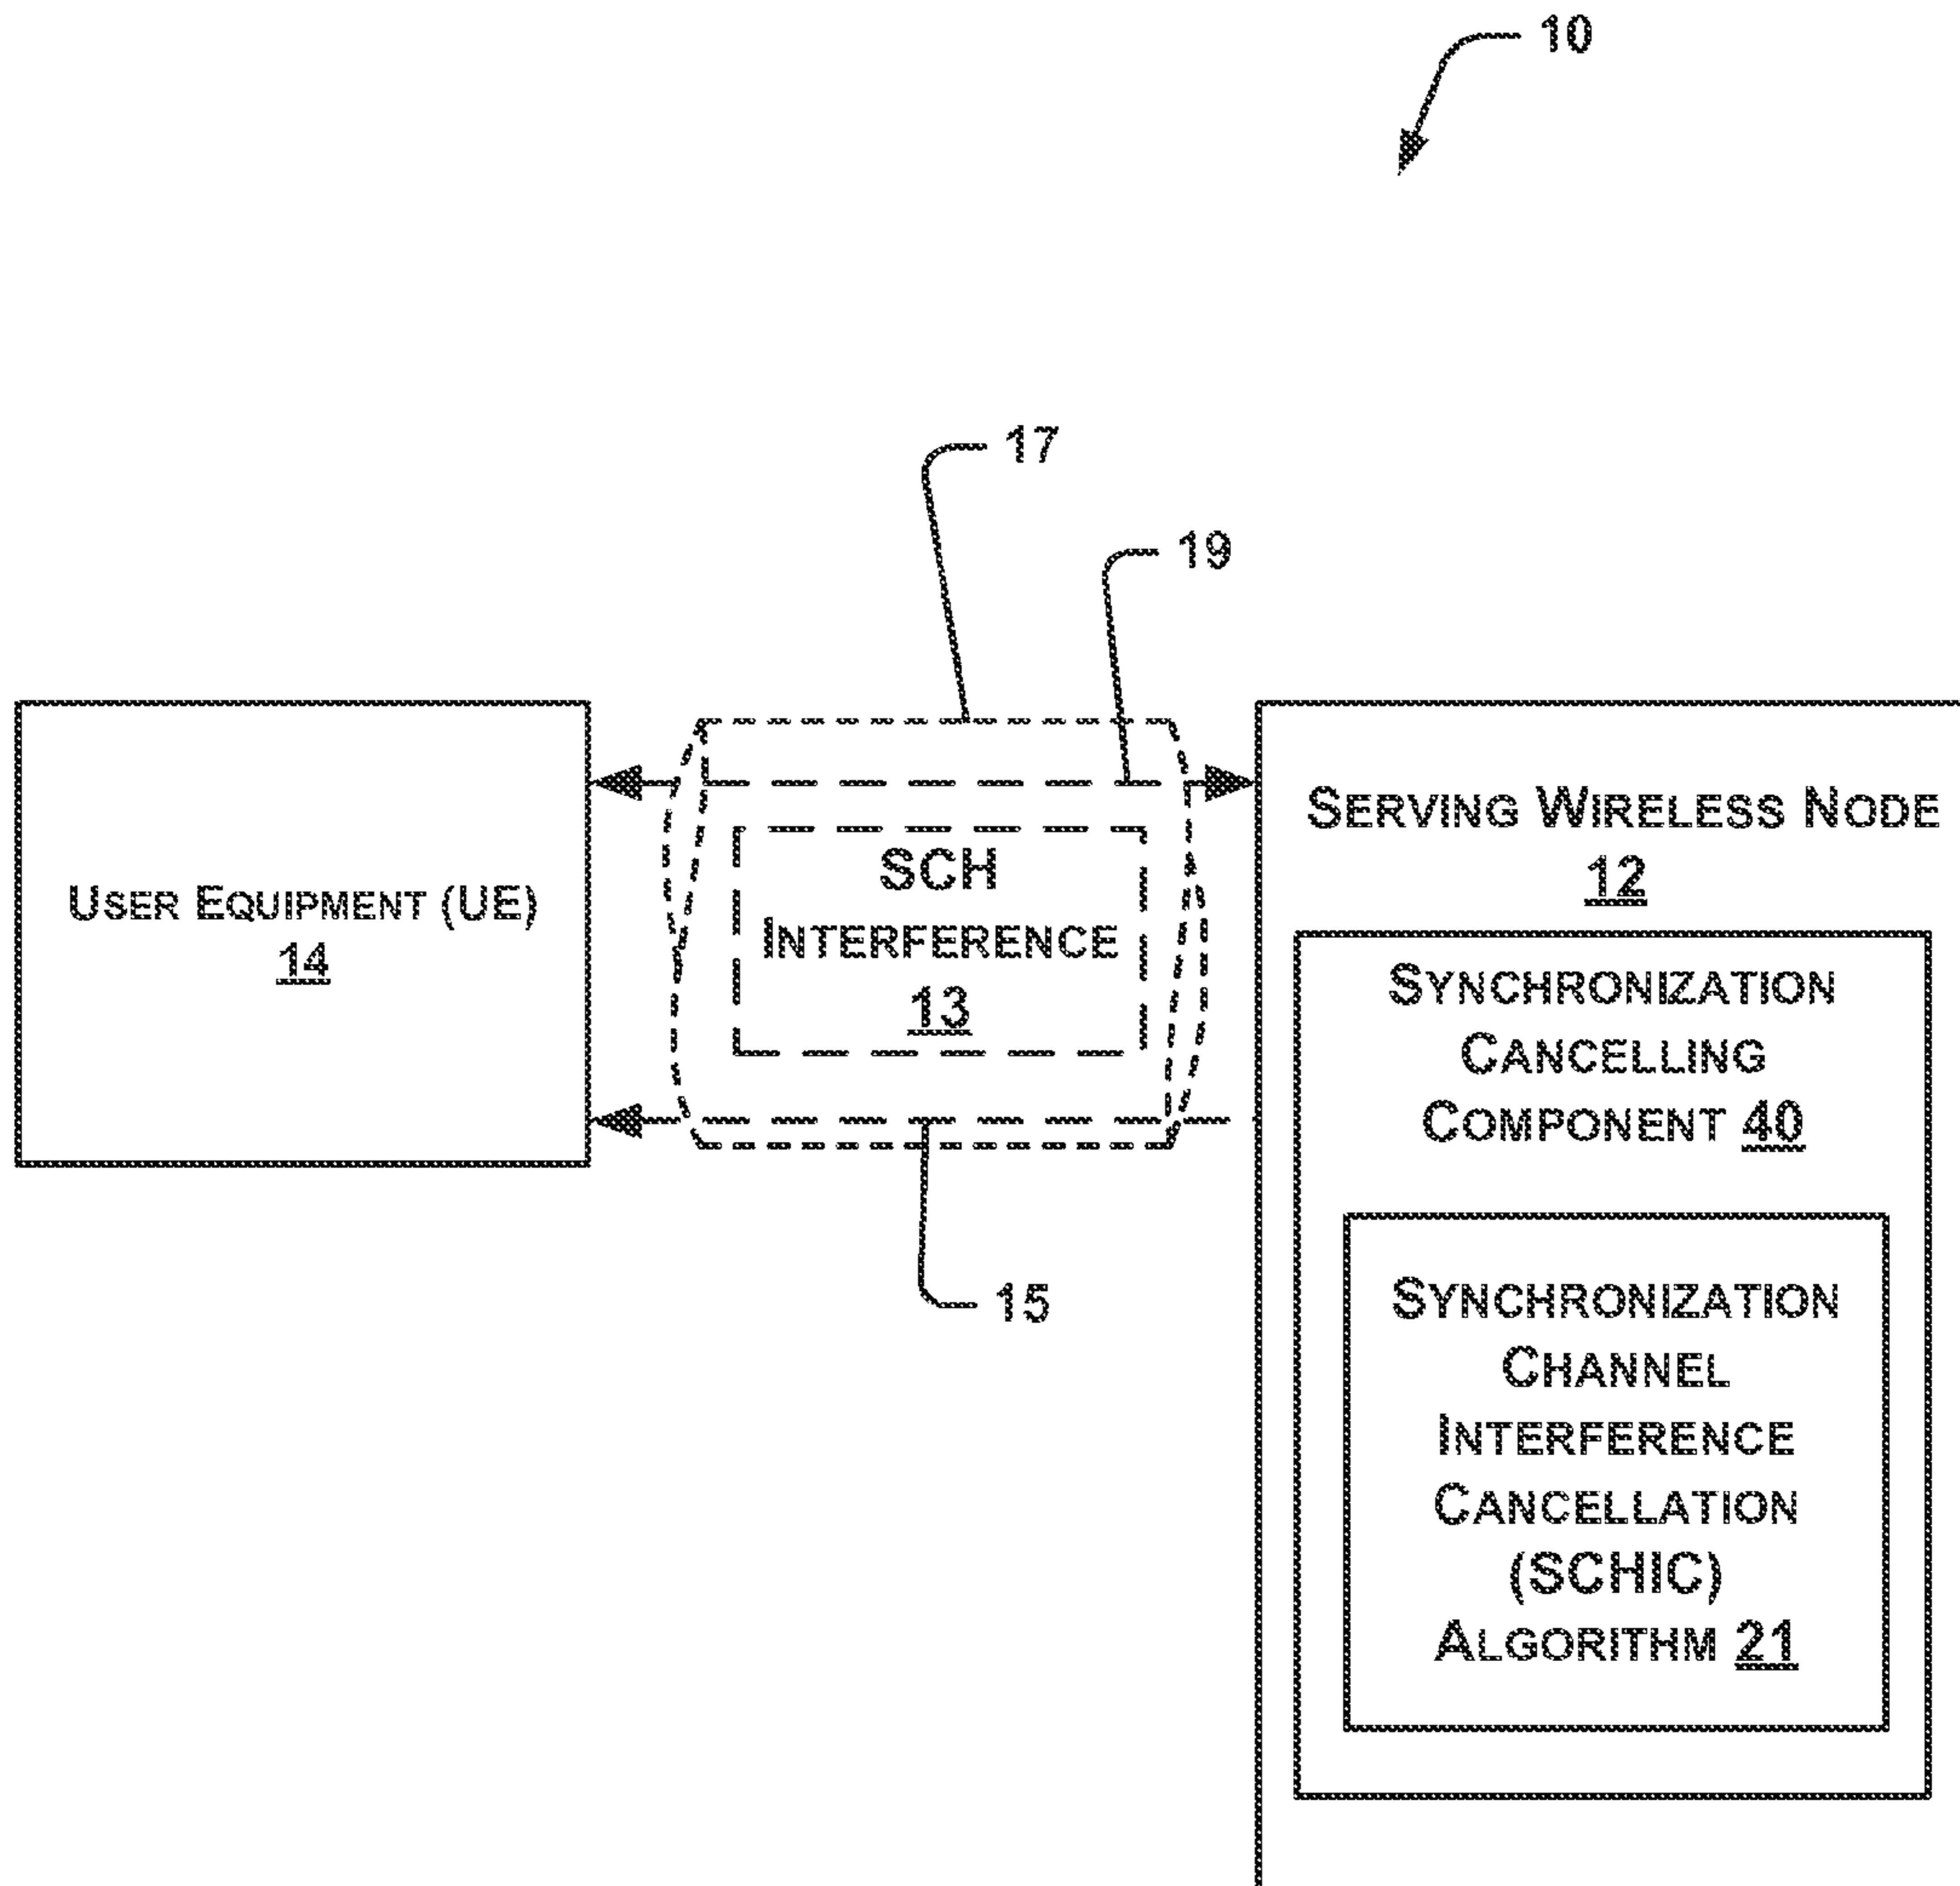 10
17
19
USER EQUIPMENT (UE)
14
SCH
INTERFERENCE
13
15
SERVING WIRELESS NODE
12
SYNCHRONIZATION
CANCELLING
COMPONENT 40
SYNCHRONIZATION
CHANNEL
INTERFERENCE
CANCELLATION
(SCHIC)
ALGORITHM 21